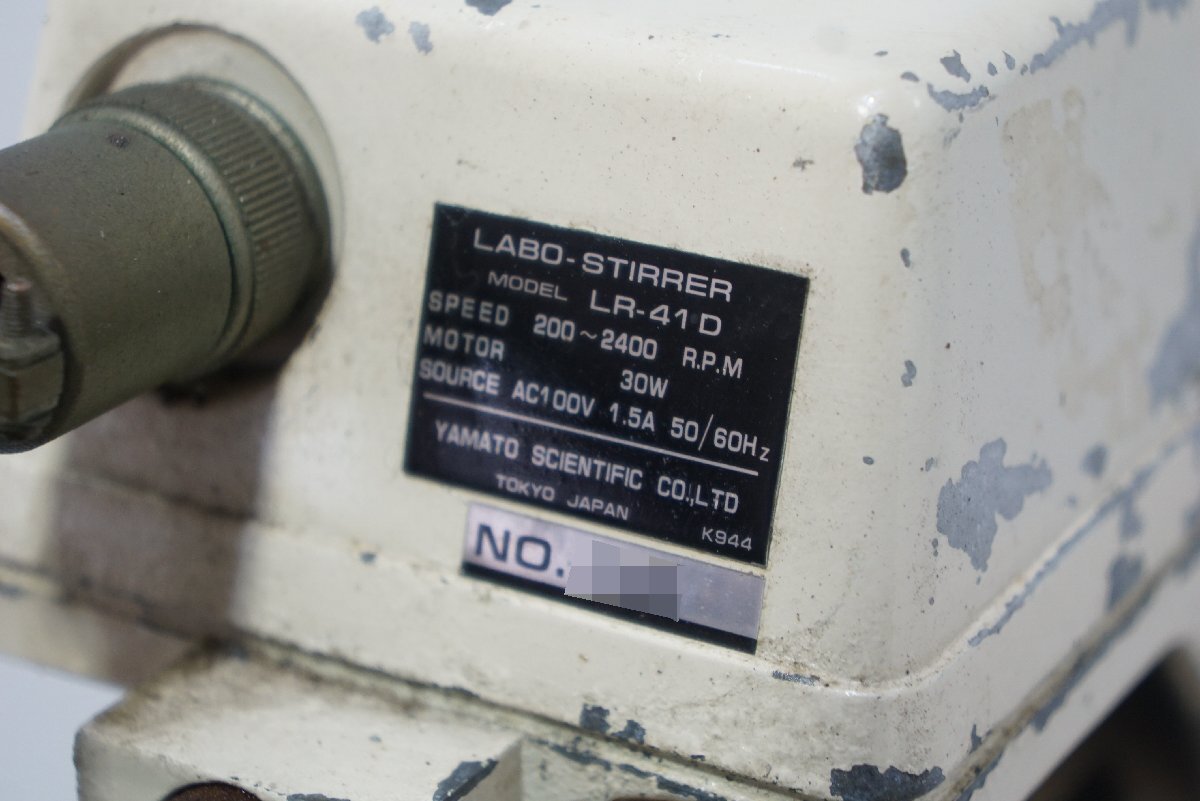 LABO-STIRRER
MODEL LR-41D
SPEED 200~2400 R.P.M
MOTOR 30W
SOURCE AC100V 1.5A 50/60Hz
YAMATO SCIENTIFIC CO.,LTD
TOKYO JAPAN
K944
NO.